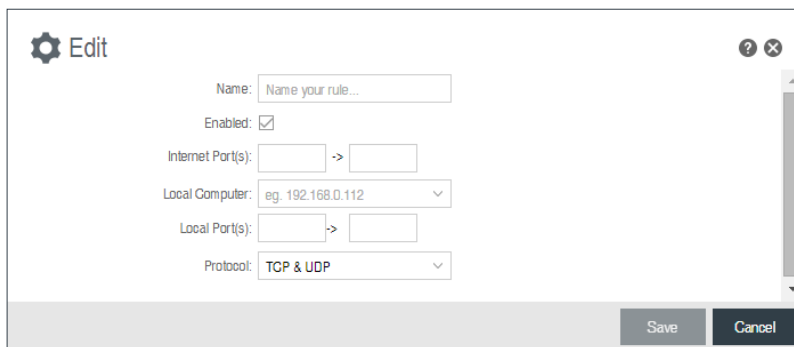 Edit
Name: Name your rule...
Enabled:
Internet Port(s): ->
Local Computer: eg. 192.168.0.112
Local Port(s): ->
Protocol: TCP & UDP
Save Cancel